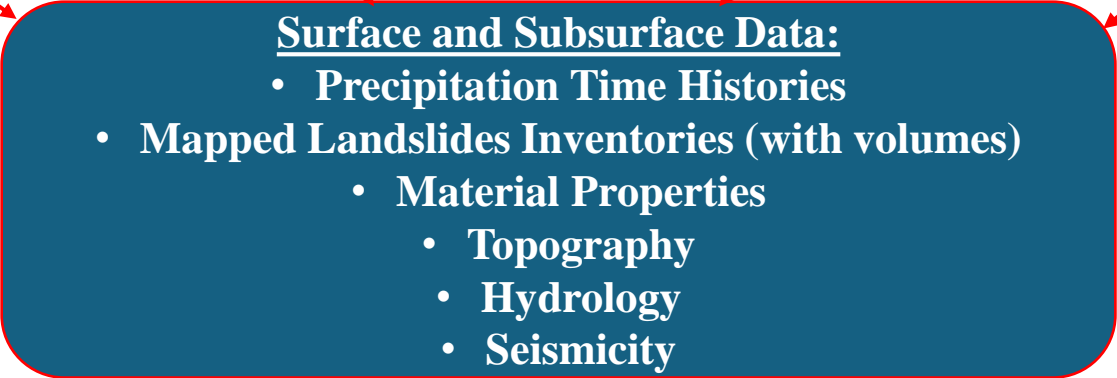 Surface and Subsurface Data:
• Precipitation Time Histories
• Mapped Landslides Inventories (with volumes)
• Material Properties
• Topography
• Hydrology
• Seismicity